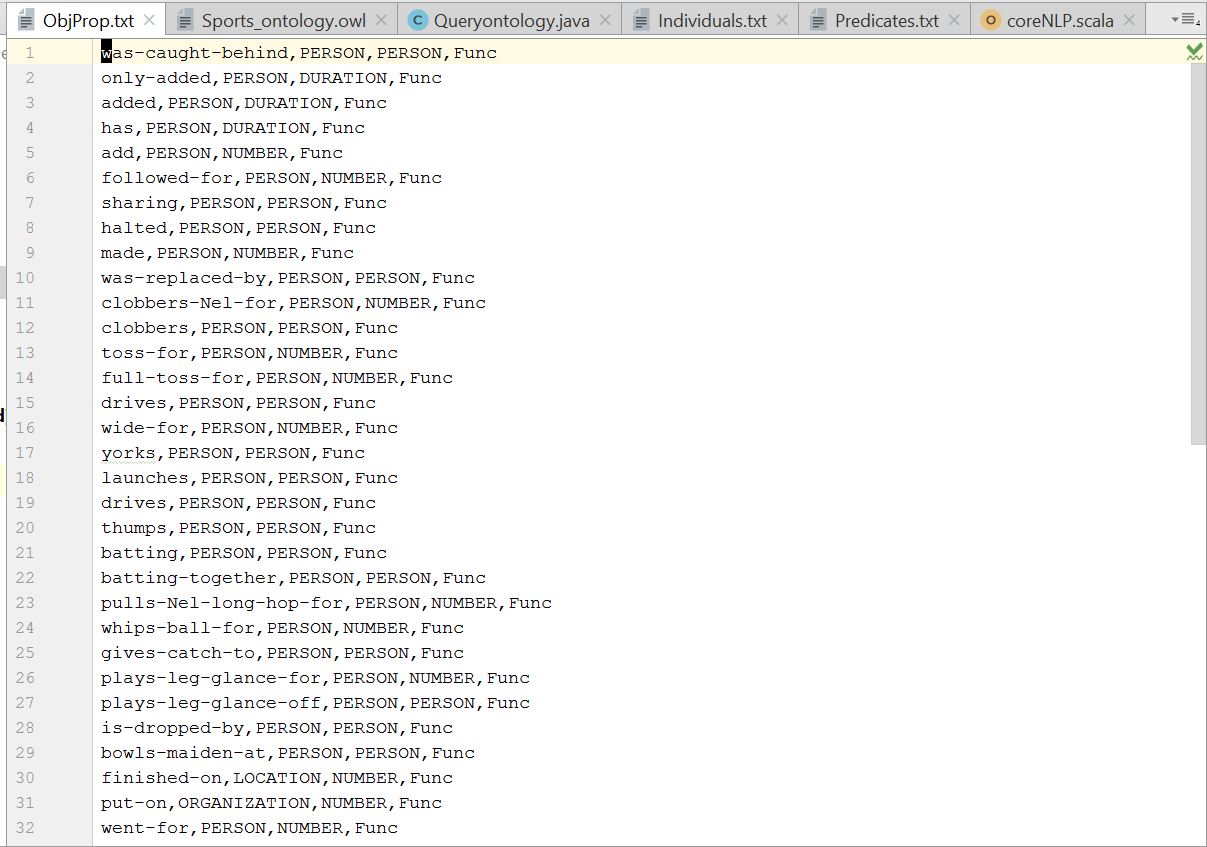 ObjProp.txt Sports_ontology.owl Queryontology.java Individuals.txt Predicates.txt coreNLP.scala
1 was-caught-behind,PERSON,PERSON,Func
2 only-added,PERSON,DURATION,Func
3 added,PERSON,DURATION,Func
4 has,PERSON,DURATION,Func
5 add,PERSON,NUMBER,Func
6 followed-for,PERSON,NUMBER,Func
7 sharing,PERSON,PERSON,Func
8 halted,PERSON,PERSON,Func
9 made,PERSON,NUMBER,Func
10 was-replaced-by,PERSON,PERSON,Func
11 clobbers-Nel-for,PERSON,NUMBER,Func
12 clobbers,PERSON,PERSON,Func
13 toss-for,PERSON,NUMBER,Func
14 full-toss-for,PERSON,NUMBER,Func
15 drives,PERSON,PERSON,Func
16 wide-for,PERSON,NUMBER,Func
17 yorks,PERSON,PERSON,Func
18 launches,PERSON,PERSON,Func
19 drives,PERSON,PERSON,Func
20 thumps,PERSON,PERSON,Func
21 batting,PERSON,PERSON,Func
22 batting-together,PERSON,PERSON,Func
23 pulls-Nel-long-hop-for,PERSON,NUMBER,Func
24 whips-ball-for,PERSON,NUMBER,Func
25 gives-catch-to,PERSON,PERSON,Func
26 plays-leg-glance-for,PERSON,NUMBER,Func
27 plays-leg-glance-off,PERSON,PERSON,Func
28 is-dropped-by,PERSON,PERSON,Func
29 bowls-maiden-at,PERSON,PERSON,Func
30 finished-on,LOCATION,NUMBER,Func
31 put-on,ORGANIZATION,NUMBER,Func
32 went-for,PERSON,NUMBER,Func